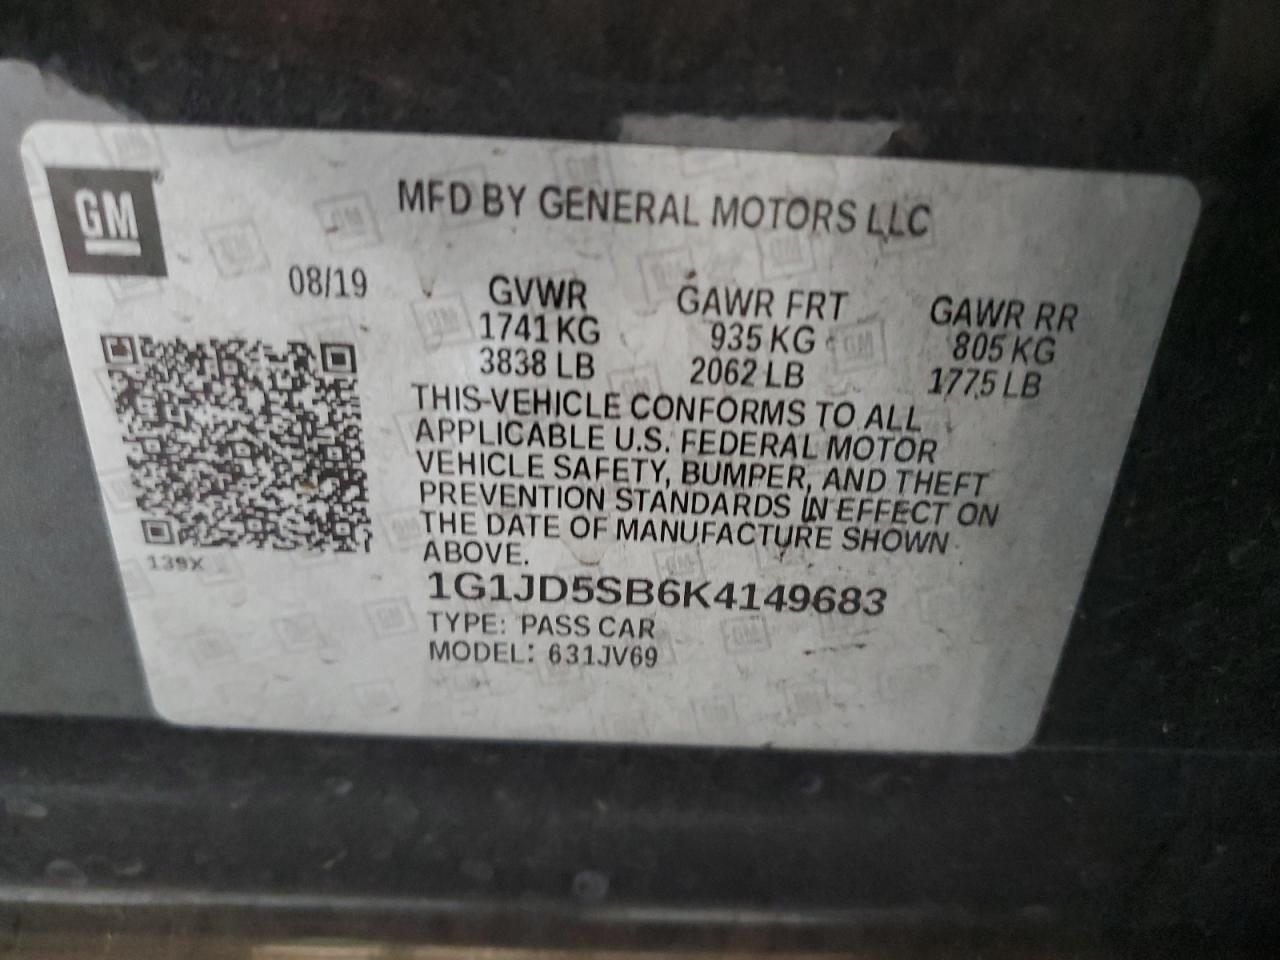 GM
MFD BY GENERAL MOTORS LLC
08/19
GVWR GAWR FRT GAWR RR
1741 KG 935 KG 805 KG
3838 LB 2062 LB 1775 LB
THIS VEHICLE CONFORMS TO ALL
APPLICABLE U.S. FEDERAL MOTOR
VEHICLE SAFETY, BUMPER, AND THEFT
PREVENTION STANDARDS IN EFFECT ON
THE DATE OF MANUFACTURE SHOWN
ABOVE.
139X
1G1JD5SB6K4149683
TYPE: PASS CAR
MODEL: 631JV69